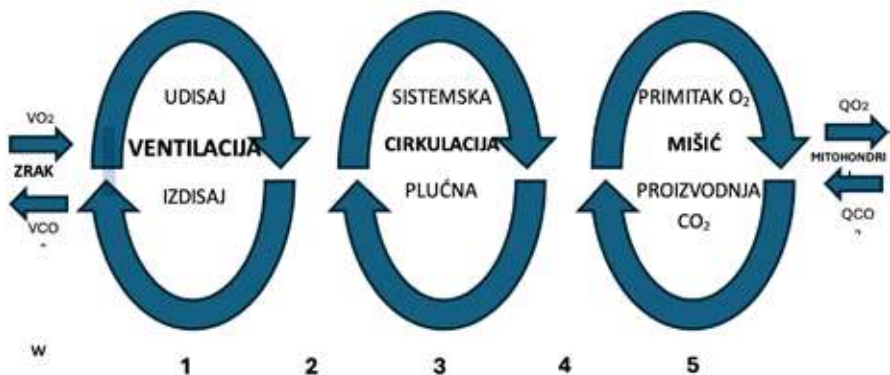 UDISAJ
VENTILACIJA
IZDISAJ
SISTEMSKA
CIRKULACIJA
PLUĆNA
PRIMITAK O₂
MIŠIĆ
PROIZVODNJA
CO₂
VO₂
ZRAK
VCO
QO₂
MITOHONDRI
QCO
w
1 2 3 4 5